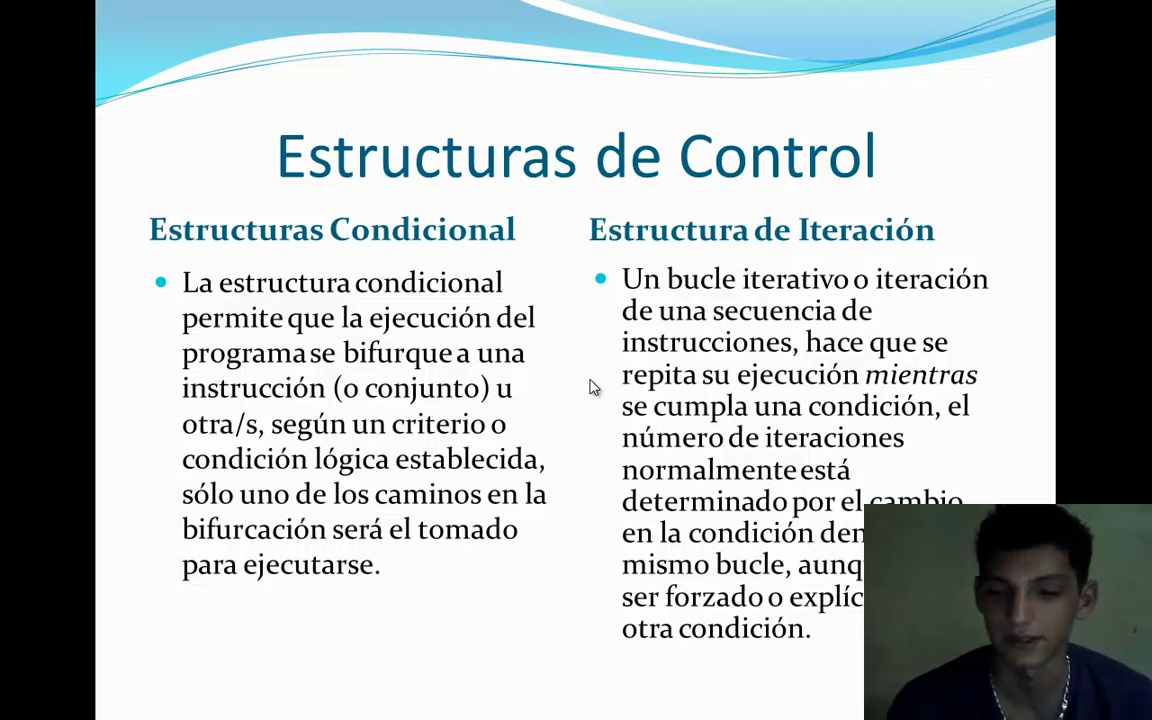 Estructuras de Control
Estructuras Condicional
La estructura condicional
permite que la ejecución del
programa se bifurque a una
instrucción (o conjunto) u
otra/s, según un criterio o
condición lógica establecida,
sólo uno de los caminos en la
bifurcación será el tomado
para ejecutarse.
Estructura de Iteración
Un bucle iterativo o iteración
de una secuencia de
instrucciones, hace que se
repita su ejecución mientras
se cumpla una condición, el
número de iteraciones
normalmente está
determinado por el cambio
en la condición
mismo bucle,
ser forzado o
otra condición.